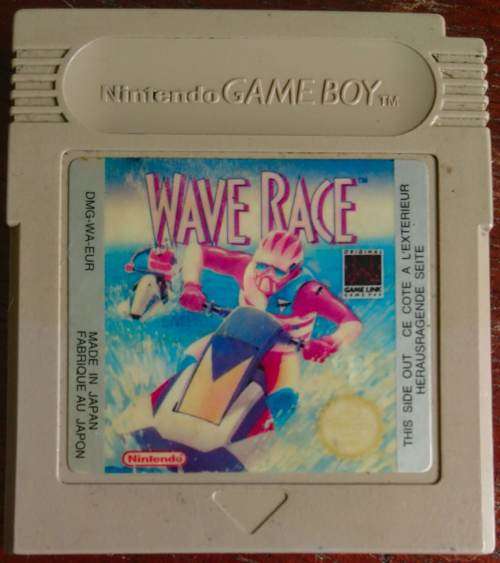 Nintendo GAME BOY TM
WAVE RACE TM
ORIGINAL
GAME LINK
DMG-WA-EUR
MADE IN JAPAN
FABRIQUE AU JAPON
THIS SIDE OUT CE COTE A L'EXTERIEUR
HERAUSRAGENDE SEITE
Nintendo